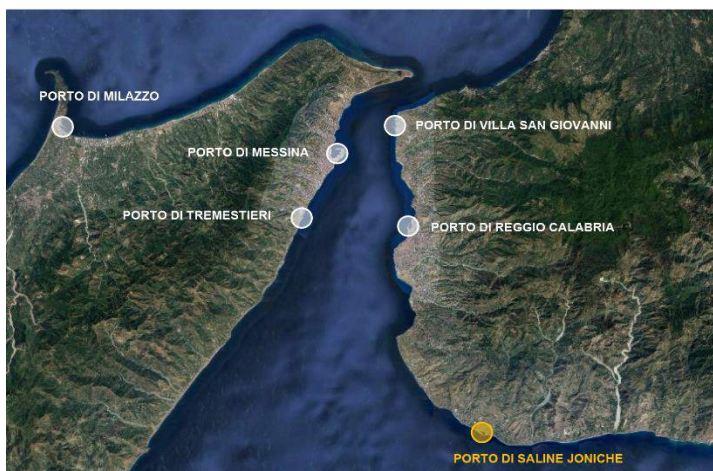 PORTO DI MILAZZO
PORTO DI VILLA SAN GIOVANNI
PORTO DI MESSINA
PORTO DI TREMESTIERI
PORTO DI REGGIO CALABRIA
PORTO DI SALINE JONICHE